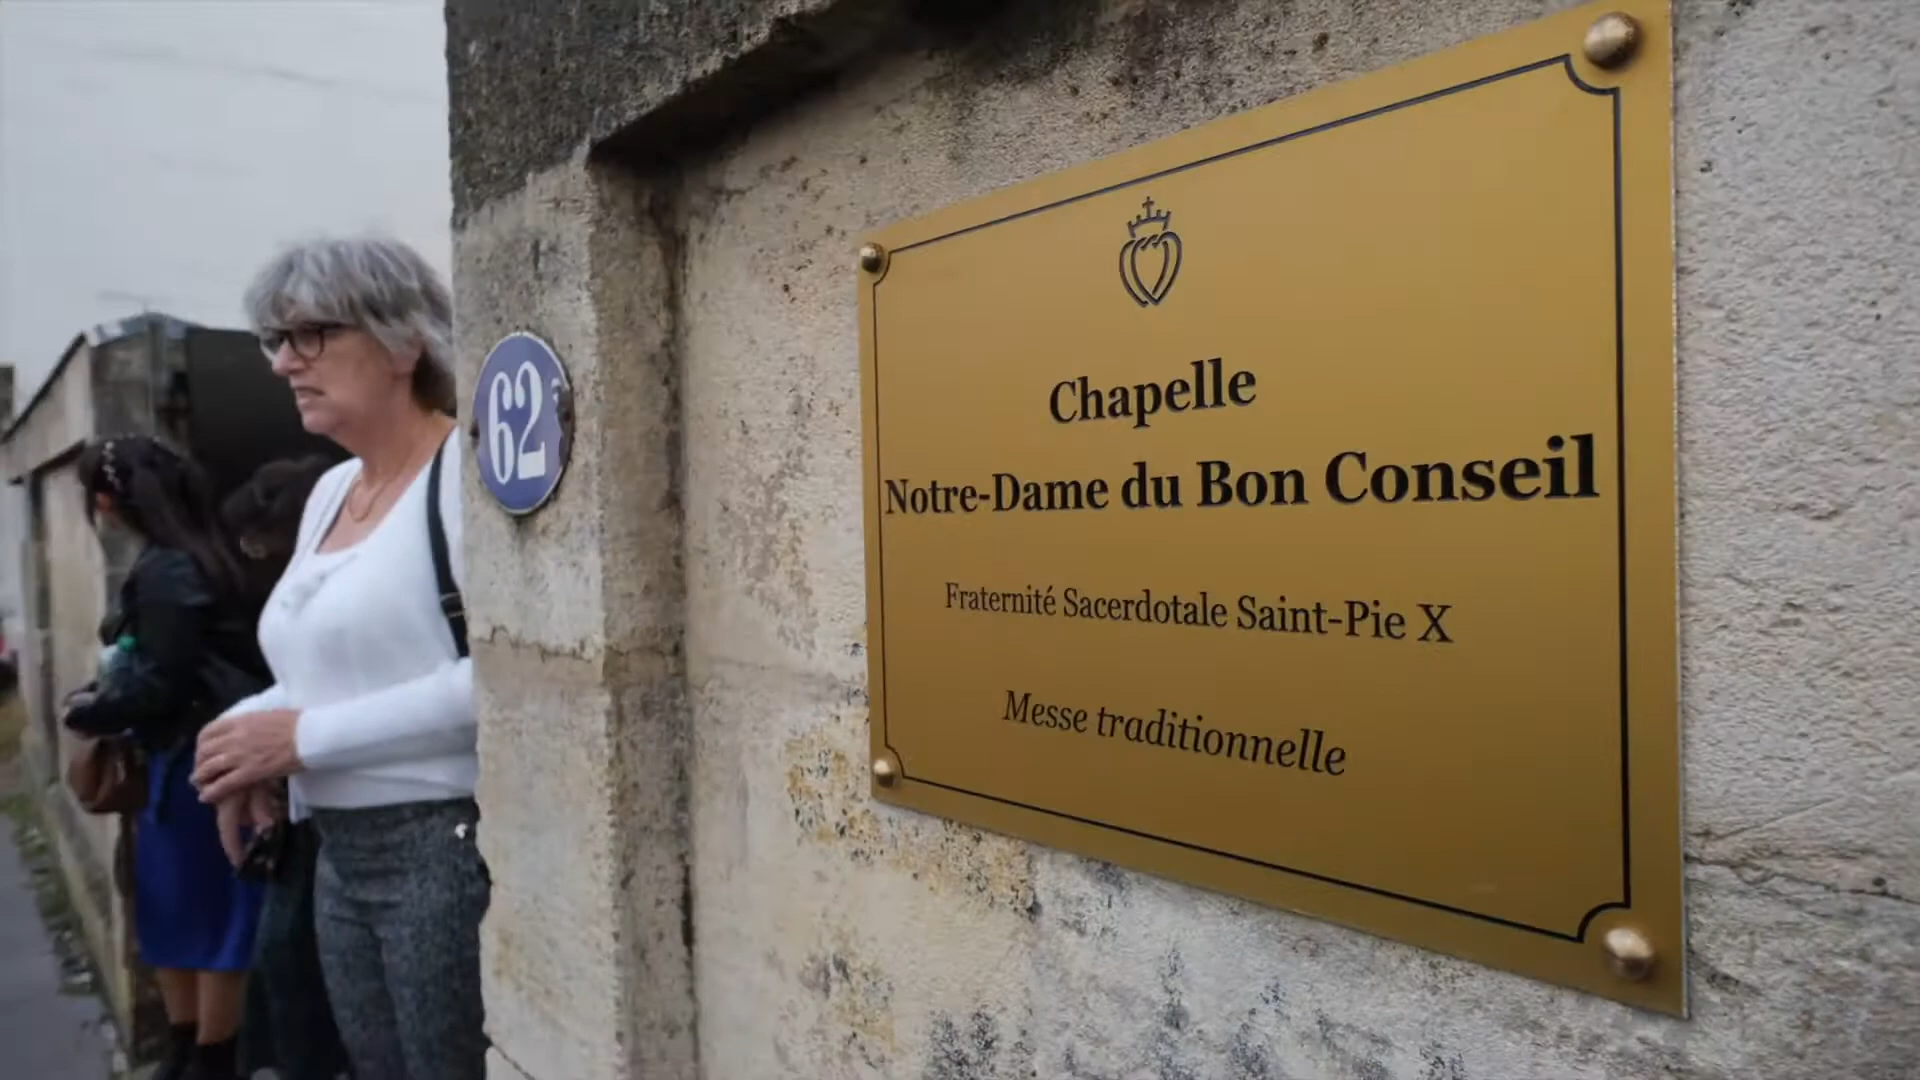 62
Chapelle
Notre-Dame du Bon Conseil
Fraternité Sacerdotale Saint-Pie X
Messe traditionnelle